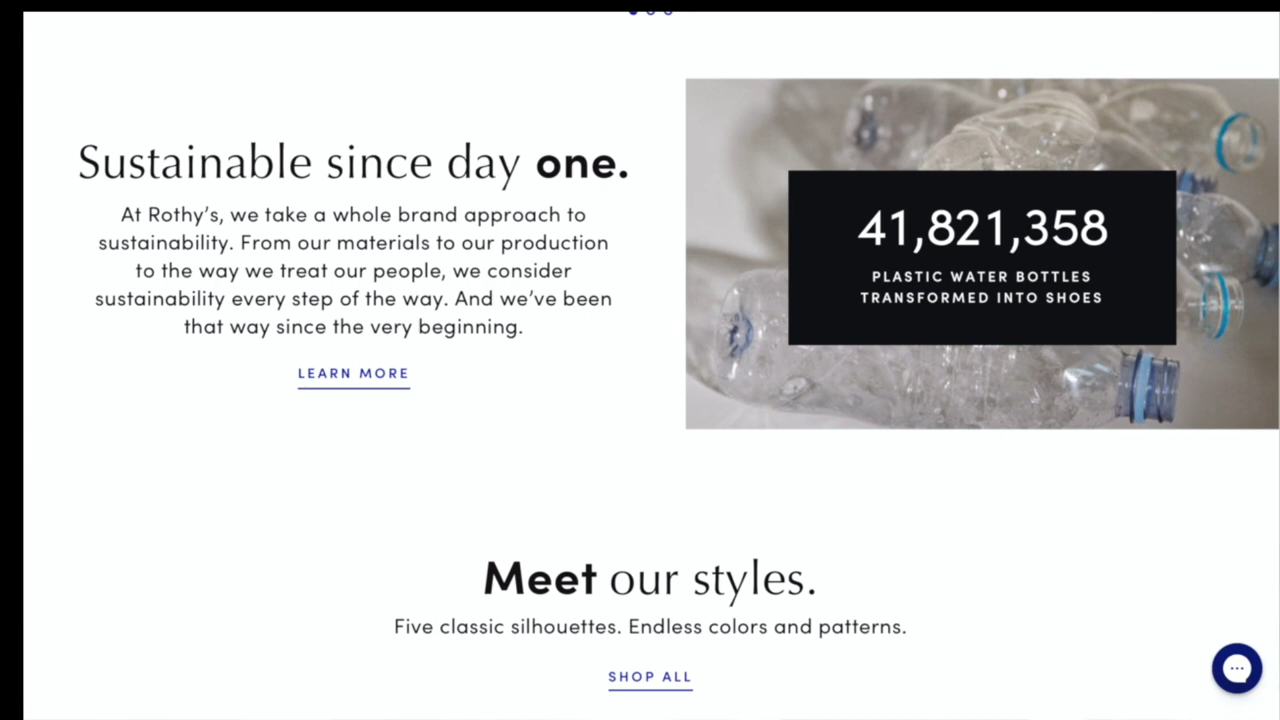 Sustainable since day one.
At Rothy's, we take a whole brand approach to
sustainability. From our materials to our production
to the way we treat our people, we consider
sustainability every step of the way. And we've been
that way since the very beginning.
LEARN MORE
41,821,358
PLASTIC WATER BOTTLES
TRANSFORMED INTO SHOES
Meet our styles.
Five classic silhouettes. Endless colors and patterns.
SHOP ALL